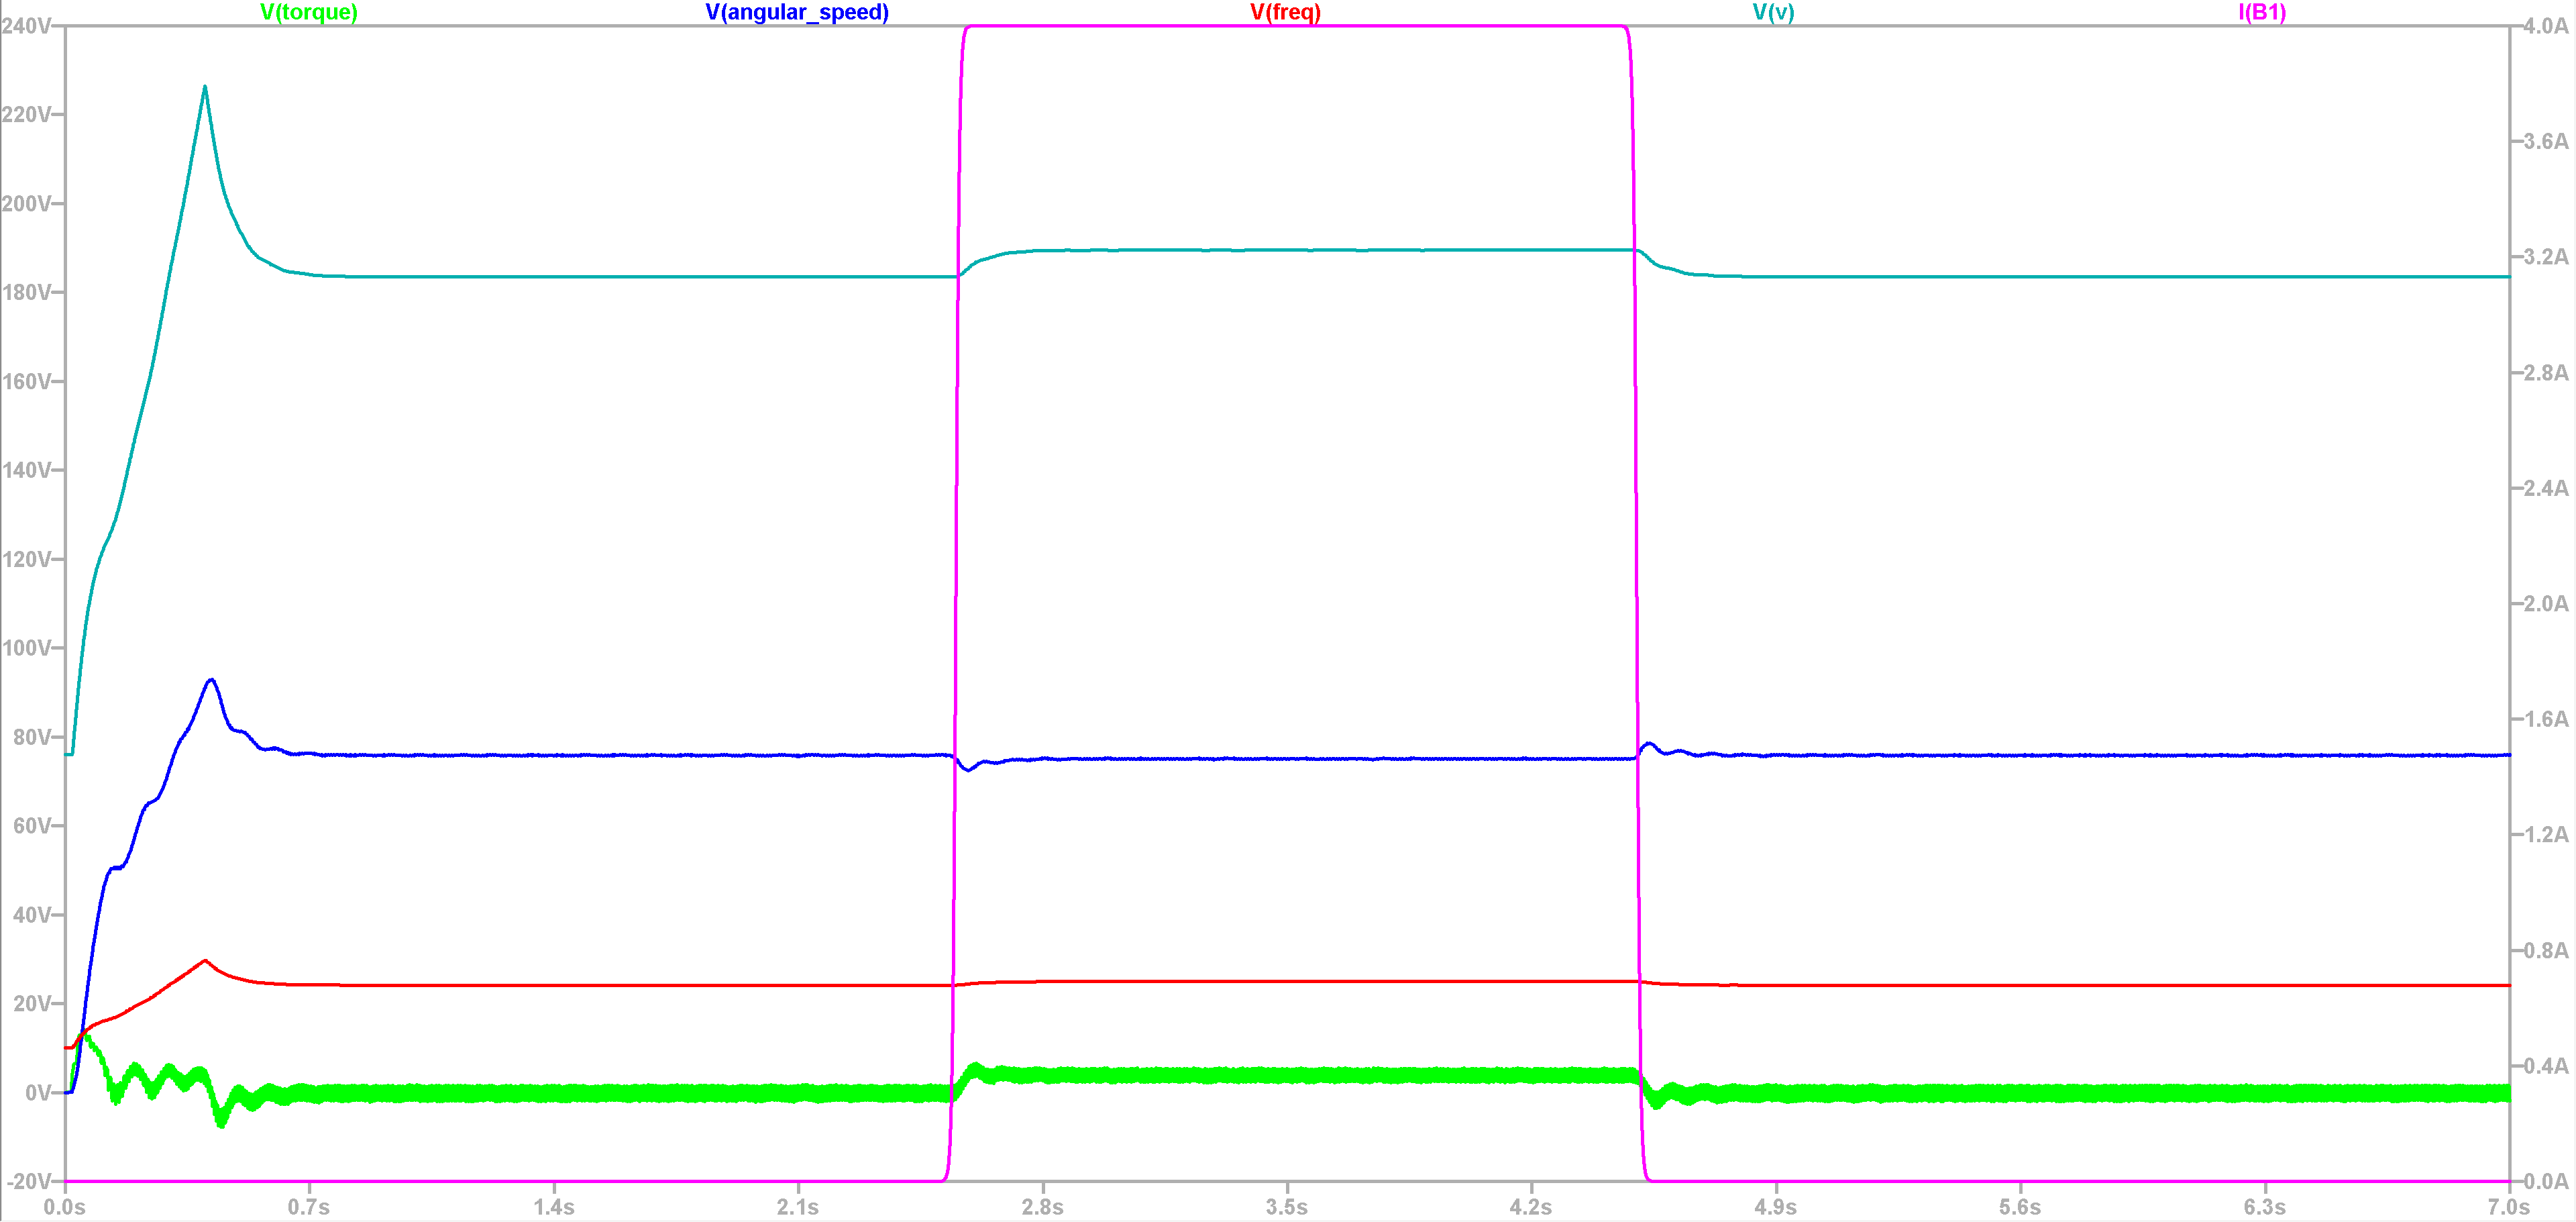 V(torque) V(angular_speed) V(freq) V(v) I(B1)
240V 4.0A
220V 3.6A
200V 3.2A
180V 2.8A
160V 2.4A
140V 2.0A
120V 1.6A
100V 1.2A
80V 0.8A
60V 0.4A
40V 0.0A
20V
0V
-20V
0.0s 0.7s 1.4s 2.1s 2.8s 3.5s 4.2s 4.9s 5.6s 6.3s 7.0s